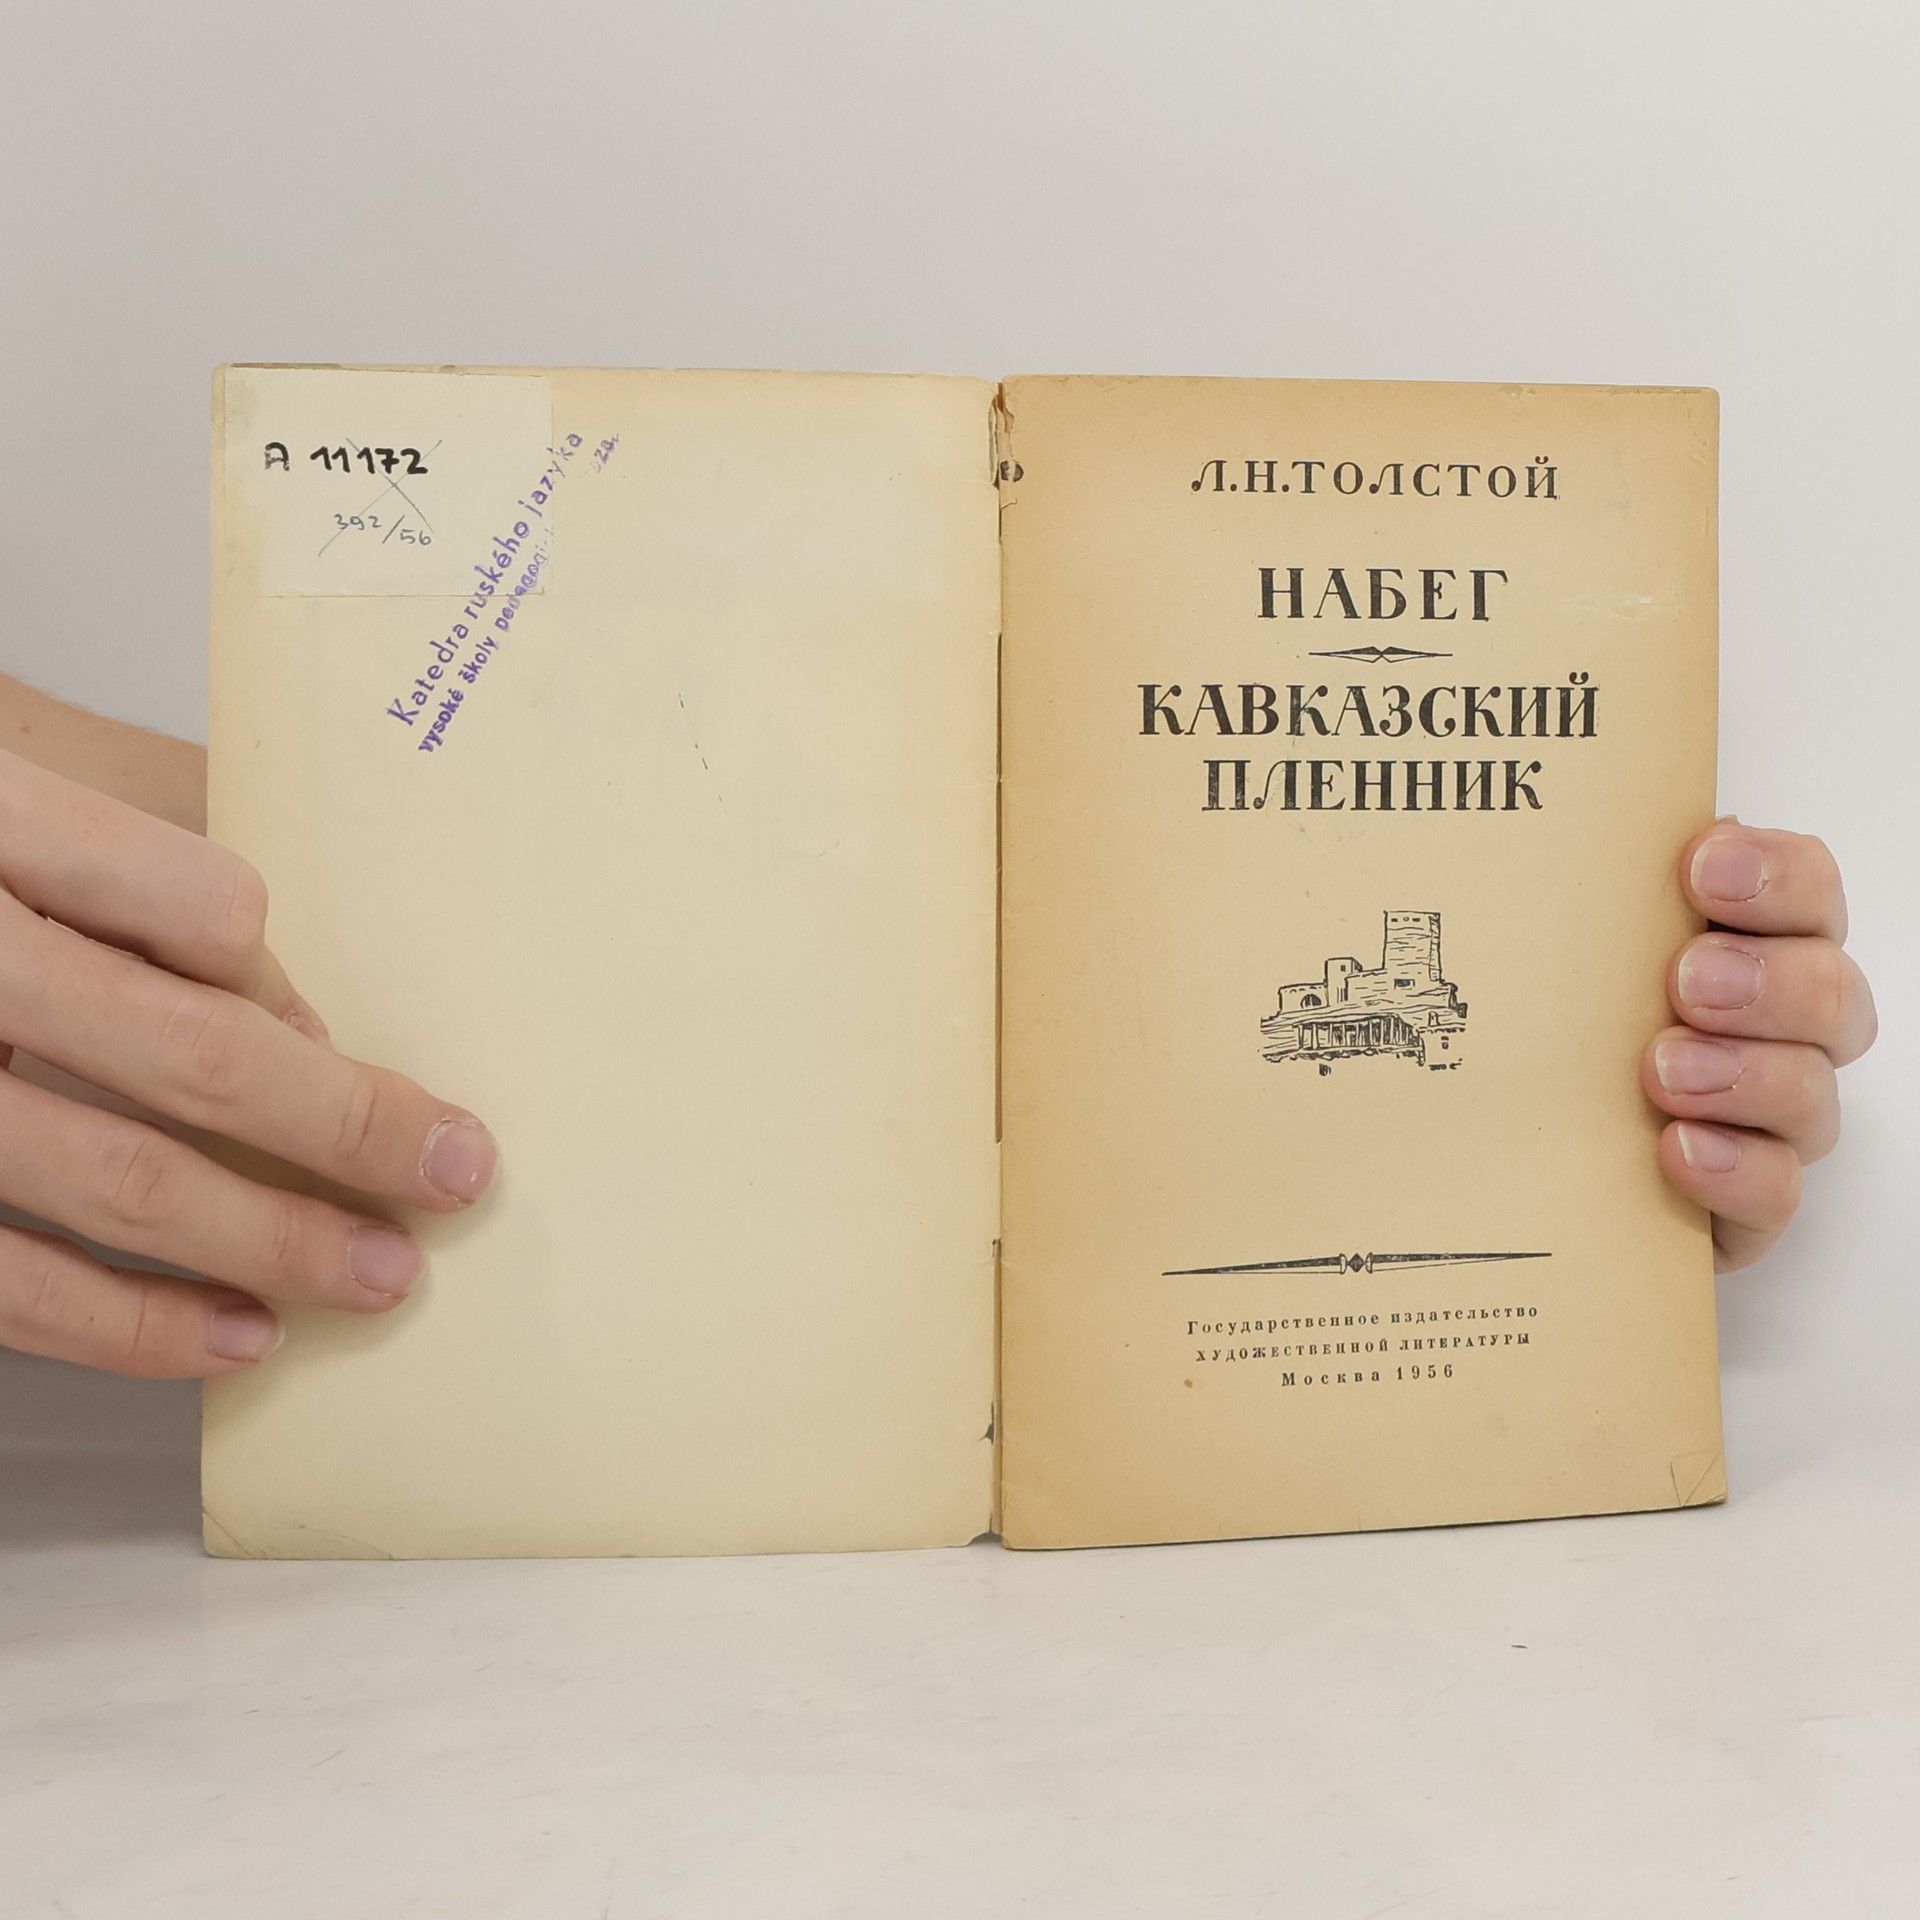 A 11172
392/56
Katedra ruského jazyka
vysoké školy
Л.Н.ТОЛСТОЙ
НАБЕГ
КАВКАЗСКИЙ
ПЛЕННИК
Государственное издательство
ХУДОЖЕСТВЕННОЙ ЛИТЕРАТУРЫ
Москва 1956